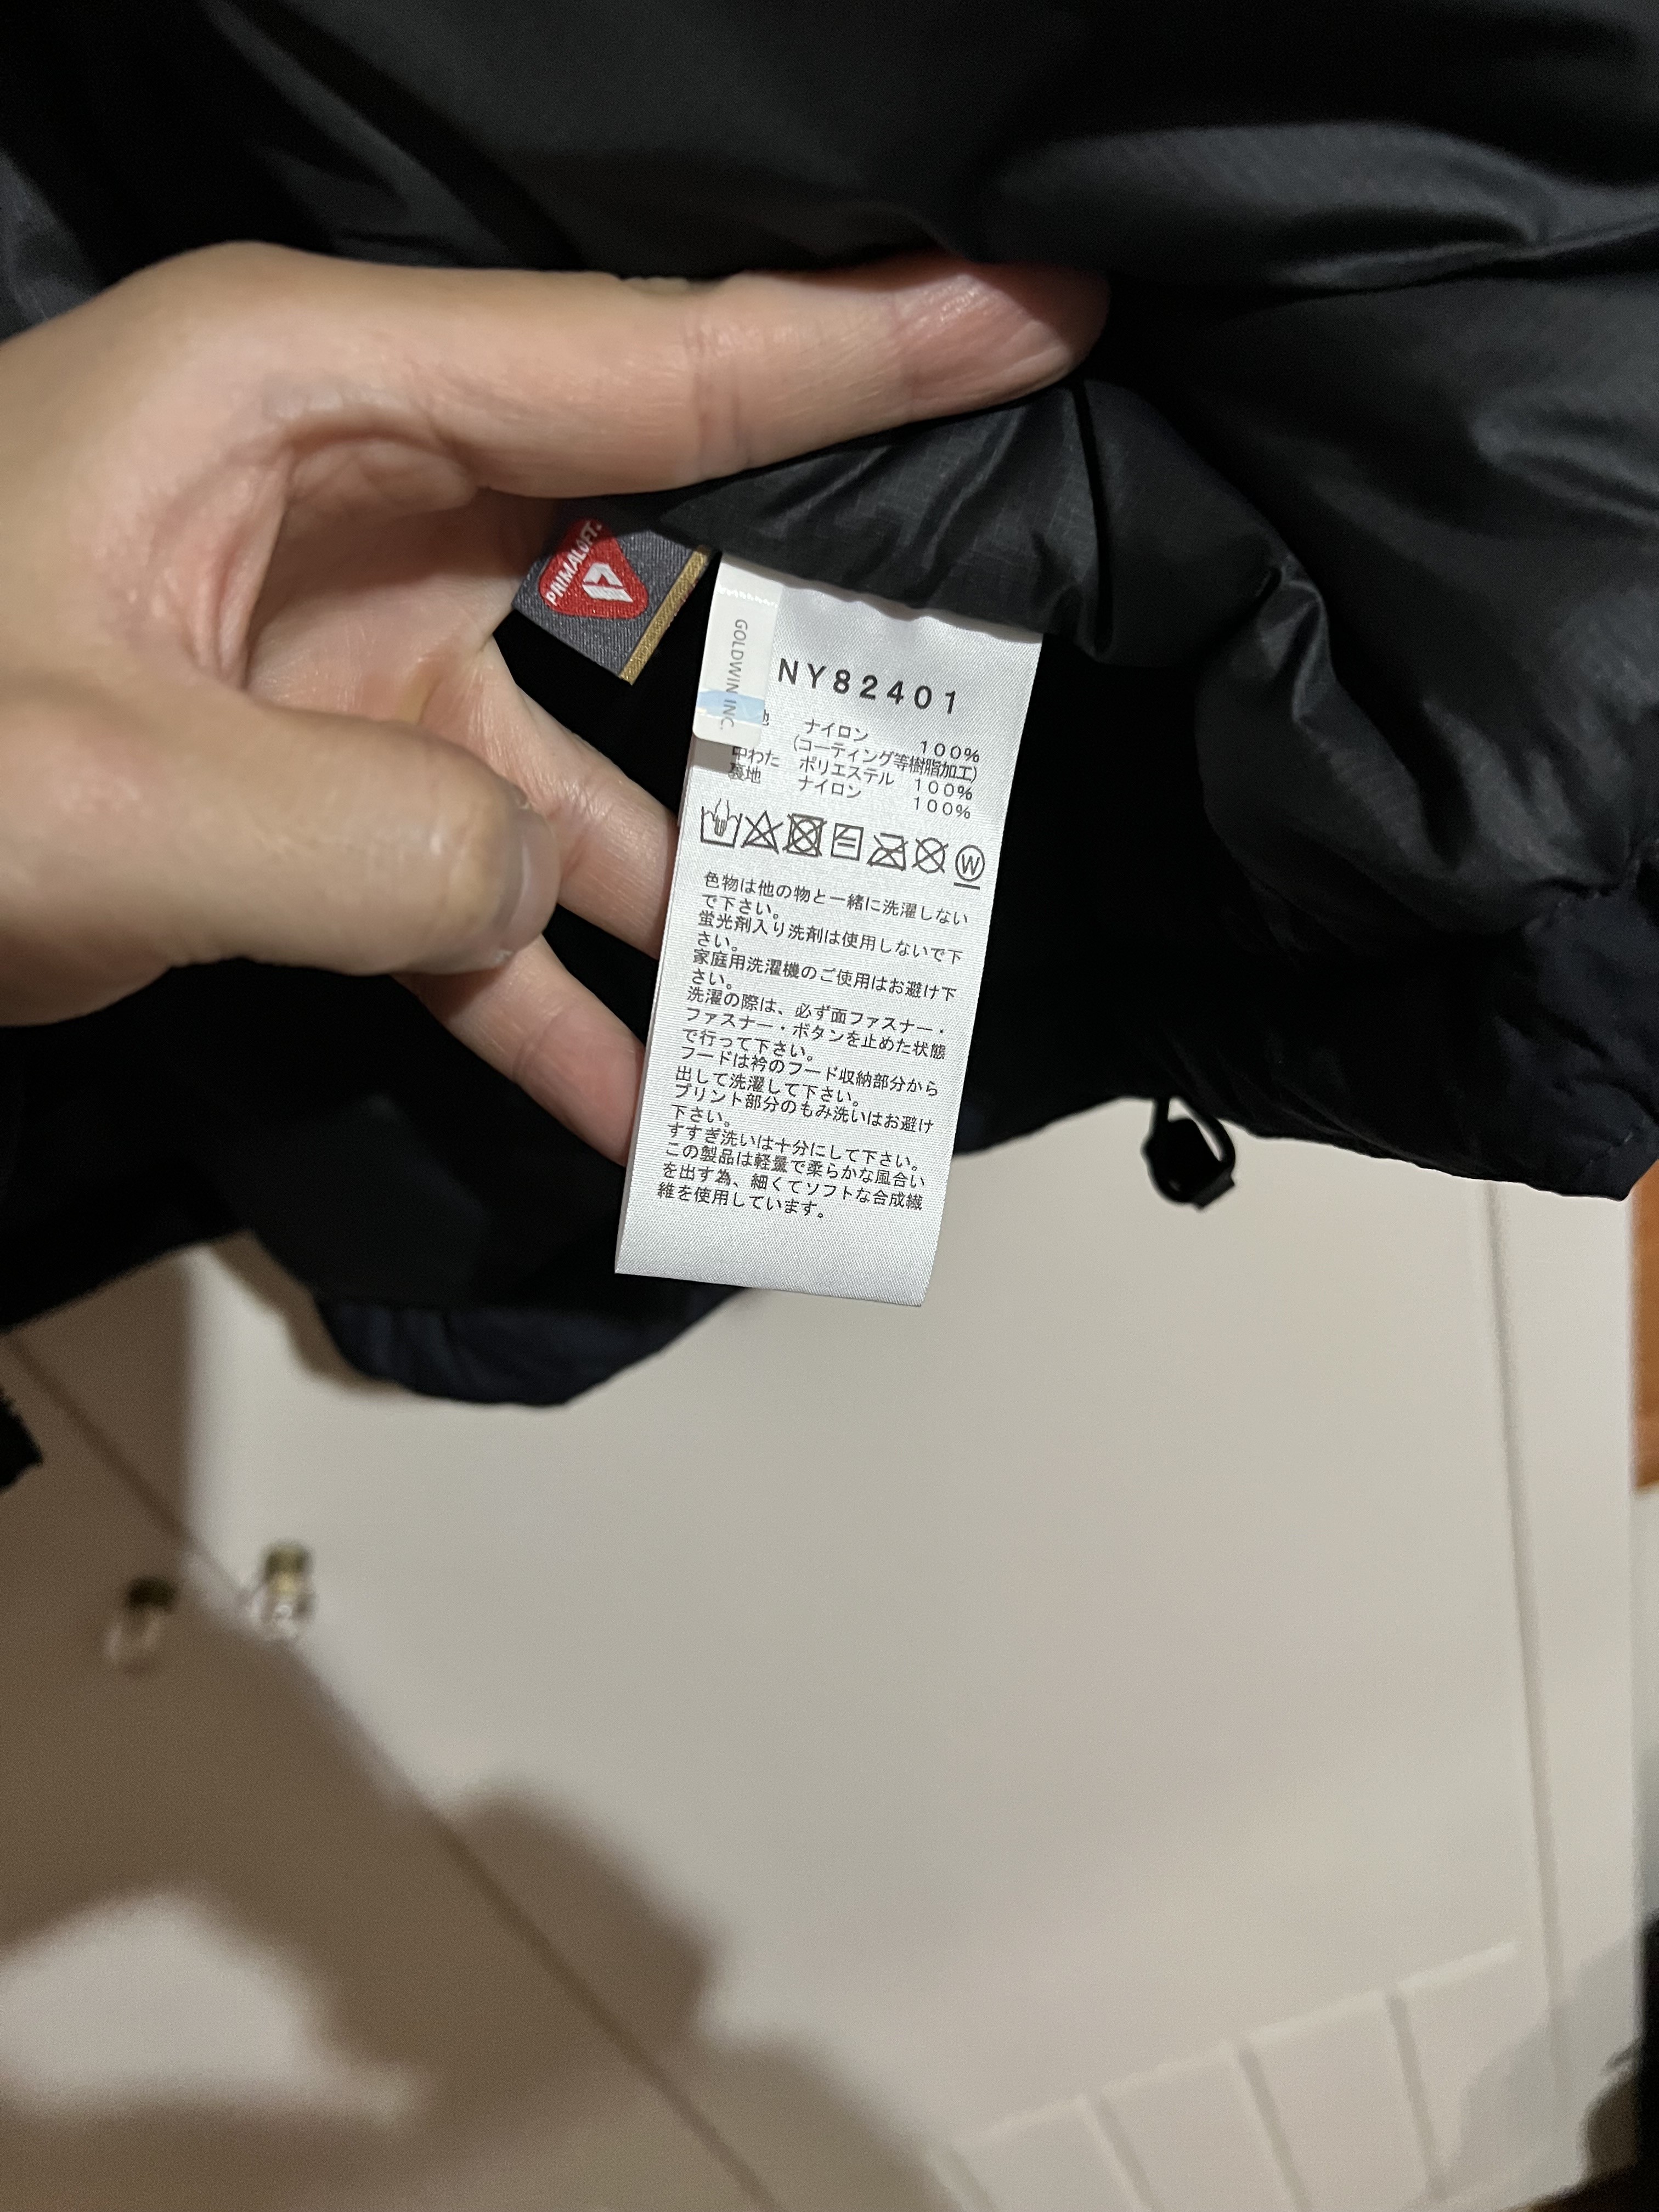 PRIMALOFT®
GOLDWIN INC.
NY82401
地 ナイロン 100%
(コーティング等樹脂加工)
中わた ポリエステル 100%
裏地 ナイロン 100%
W
色物は他の物と一緒に洗濯しない
で下さい。
蛍光剤入り洗剤は使用しないで下
さい。
家庭用洗濯機のご使用はお避け下
さい。
洗濯の際は、必ず面ファスナー・
ファスナー・ボタンを止めた状態
で行って下さい。
フードは衿のフード収納部分から
出して洗濯して下さい。
プリント部分のもみ洗いはお避け
下さい。
すすぎ洗いは十分にして下さい。
この製品は軽量で柔らかな風合い
を出す為、細くてソフトな合成繊
維を使用しています。